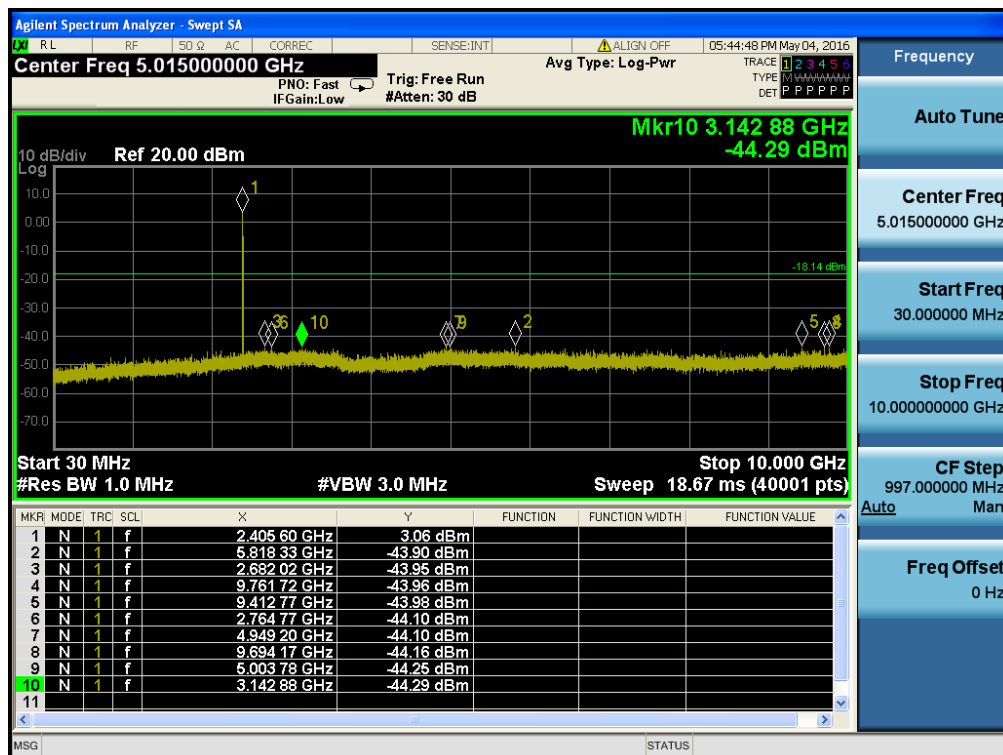 Agilent Spectrum Analyzer - Swept SA
LXI RL RF 50 Ω AC CORREC SENSE:INT ALIGN OFF 05:44:48 PM May 04, 2016
Center Freq 5.015000000 GHz
PNO: Fast
IFGain:Low
Trig: Free Run
#Atten: 30 dB
Avg Type: Log-Pwr
TRACE 1 2 3 4 5 6
TYPE M WWWWW
DET P P P P P P
Mkr10 3.142 88 GHz
-44.29 dBm
10 dB/div Ref 20.00 dBm
Log
10.0
0.00
-10.0
-20.0
-30.0
-40.0
-50.0
-60.0
-70.0
-18.14 dBm
1
3 6 10 9 2 5
Start 30 MHz Stop 10.000 GHz
#Res BW 1.0 MHz #VBW 3.0 MHz Sweep 18.67 ms (40001 pts)
MKR MODE TRC SCL X Y FUNCTION FUNCTION WIDTH FUNCTION VALUE
1 N 1 f 2.405 60 GHz 3.06 dBm
2 N 1 f 5.818 33 GHz -43.90 dBm
3 N 1 f 2.682 02 GHz -43.95 dBm
4 N 1 f 9.761 72 GHz -43.96 dBm
5 N 1 f 9.412 77 GHz -43.98 dBm
6 N 1 f 2.764 77 GHz -44.10 dBm
7 N 1 f 4.949 20 GHz -44.10 dBm
8 N 1 f 9.694 17 GHz -44.16 dBm
9 N 1 f 5.003 78 GHz -44.25 dBm
10 N 1 f 3.142 88 GHz -44.29 dBm
11
MSG STATUS
Frequency
Auto Tune
Center Freq
5.015000000 GHz
Start Freq
30.000000 MHz
Stop Freq
10.000000000 GHz
CF Step
997.000000 MHz
Auto Man
Freq Offset
0 Hz